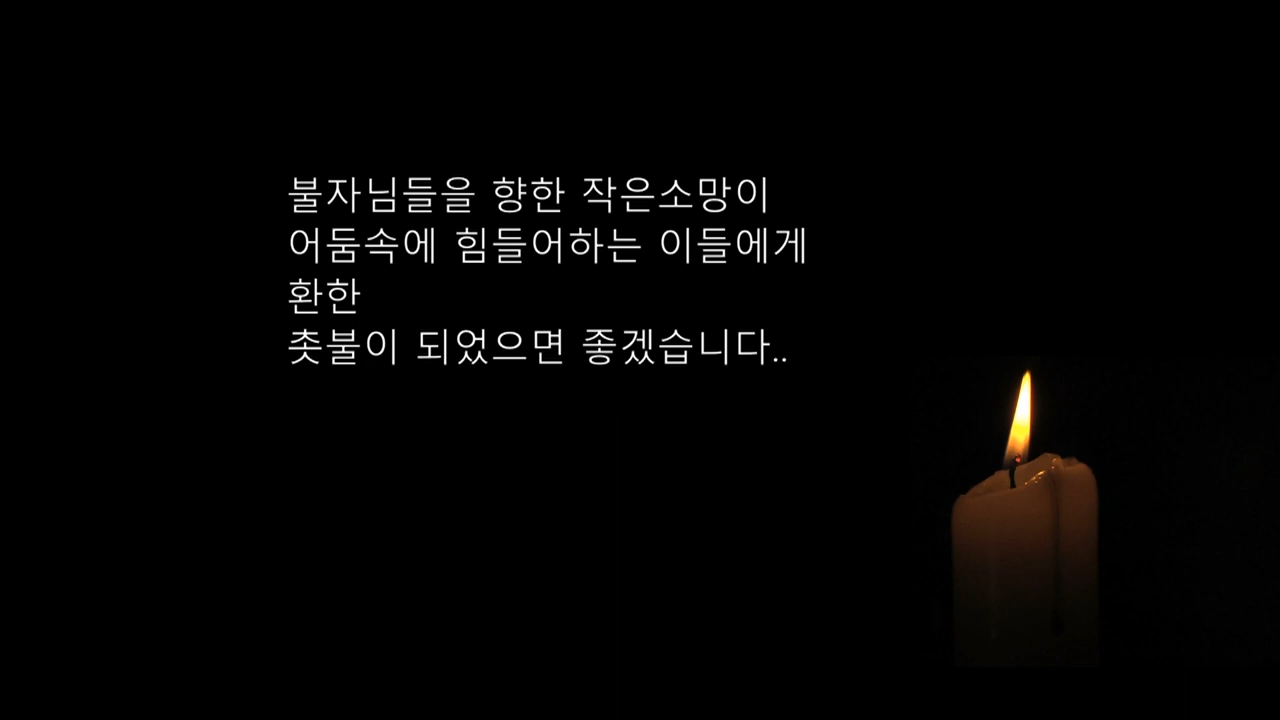 불자님들을 향한 작은소망이
어둠속에 힘들어하는 이들에게
환한
촛불이 되었으면 좋겠습니다..